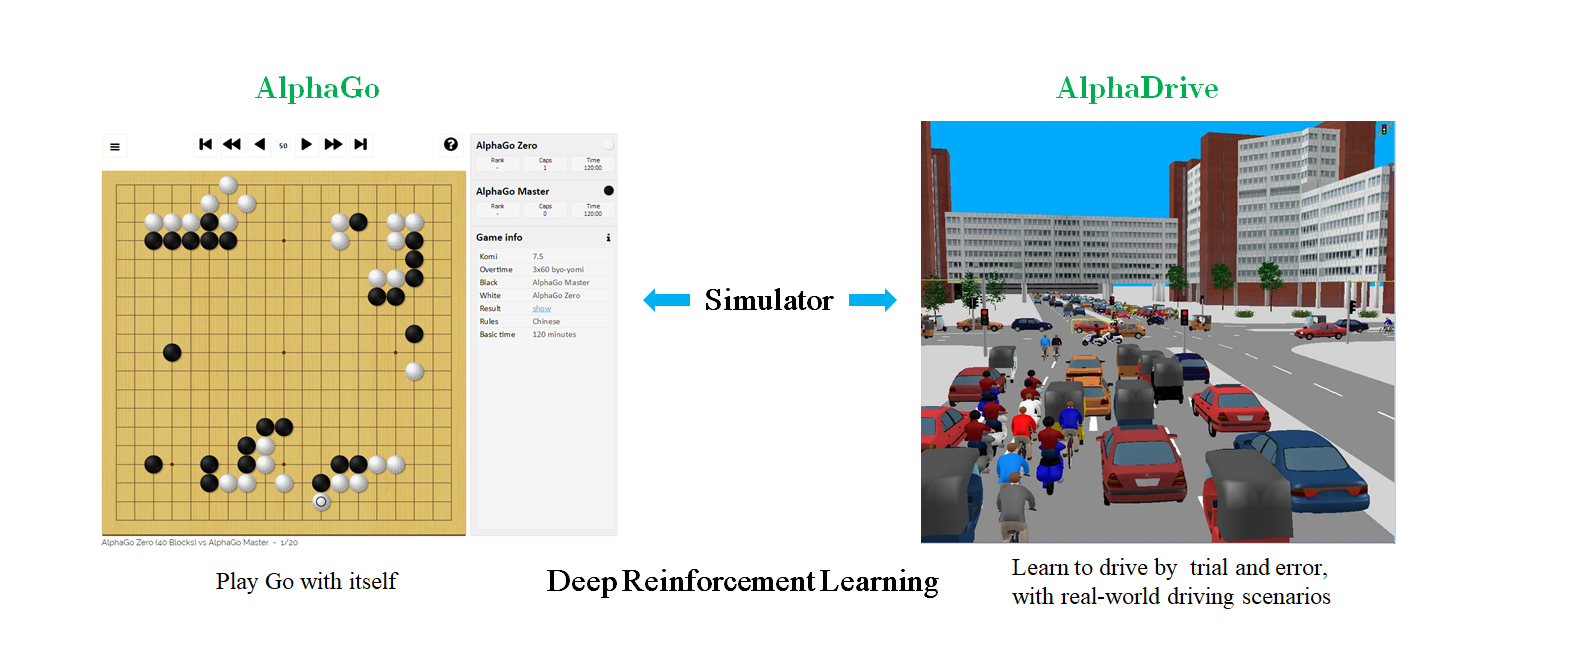 AlphaGo
AlphaDrive
50
AlphaGo Zero
Rank
Caps
Time
-
1
120:00
AlphaGo Master
Rank
Caps
Time
-
0
120:00
Game info
Komi 7.5
Overtime 3x60 byo-yomi
Black AlphaGo Master
White AlphaGo Zero
Result show
Rules Chinese
Basic time 120 minutes
Simulator
AlphaGo Zero (40 Blocks) vs AlphaGo Master - 1/20
Play Go with itself
Deep Reinforcement Learning
Learn to drive by trial and error,
with real-world driving scenarios